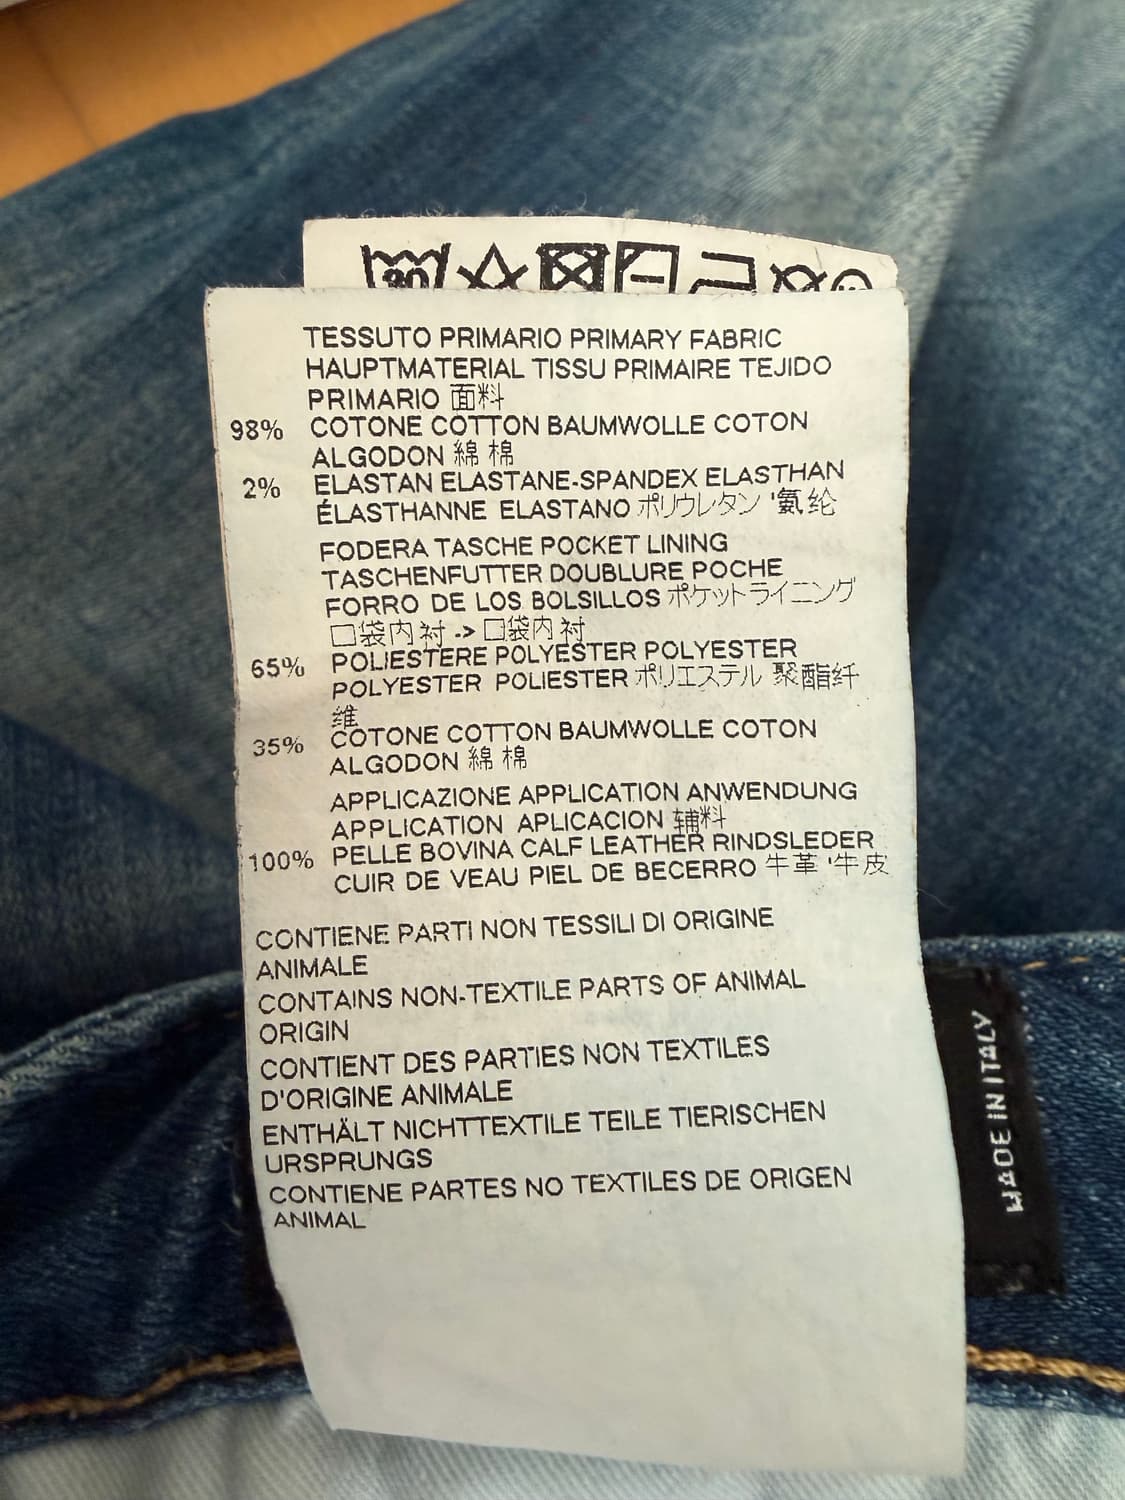 30
TESSUTO PRIMARIO PRIMARY FABRIC
HAUPTMATERIAL TISSU PRIMAIRE TEJIDO
PRIMARIO 面料
98% COTONE COTTON BAUMWOLLE COTON
ALGODON 綿 棉
2% ELASTAN ELASTANE-SPANDEX ELASTHAN
ÉLASTHANNE ELASTANO ポリウレタン '氨纶
FODERA TASCHE POCKET LINING
TASCHENFUTTER DOUBLURE POCHE
FORRO DE LOS BOLSILLOS ポケットライニング
口袋内衬 -> 口袋内衬
65% POLIESTERE POLYESTER POLYESTER
POLYESTER POLIESTER ポリエステル 聚酯纤
维
35% COTONE COTTON BAUMWOLLE COTON
ALGODON 綿 棉
APPLICAZIONE APPLICATION ANWENDUNG
APPLICATION APLICACION 辅料
100% PELLE BOVINA CALF LEATHER RINDSLEDER
CUIR DE VEAU PIEL DE BECERRO 牛革 '牛皮
CONTIENE PARTI NON TESSILI DI ORIGINE
ANIMALE
CONTAINS NON-TEXTILE PARTS OF ANIMAL
ORIGIN
CONTIENT DES PARTIES NON TEXTILES
D'ORIGINE ANIMALE
ENTHÄLT NICHTTEXTILE TEILE TIERISCHEN
URSPRUNGS
CONTIENE PARTES NO TEXTILES DE ORIGEN
ANIMAL
MADE IN ITALY